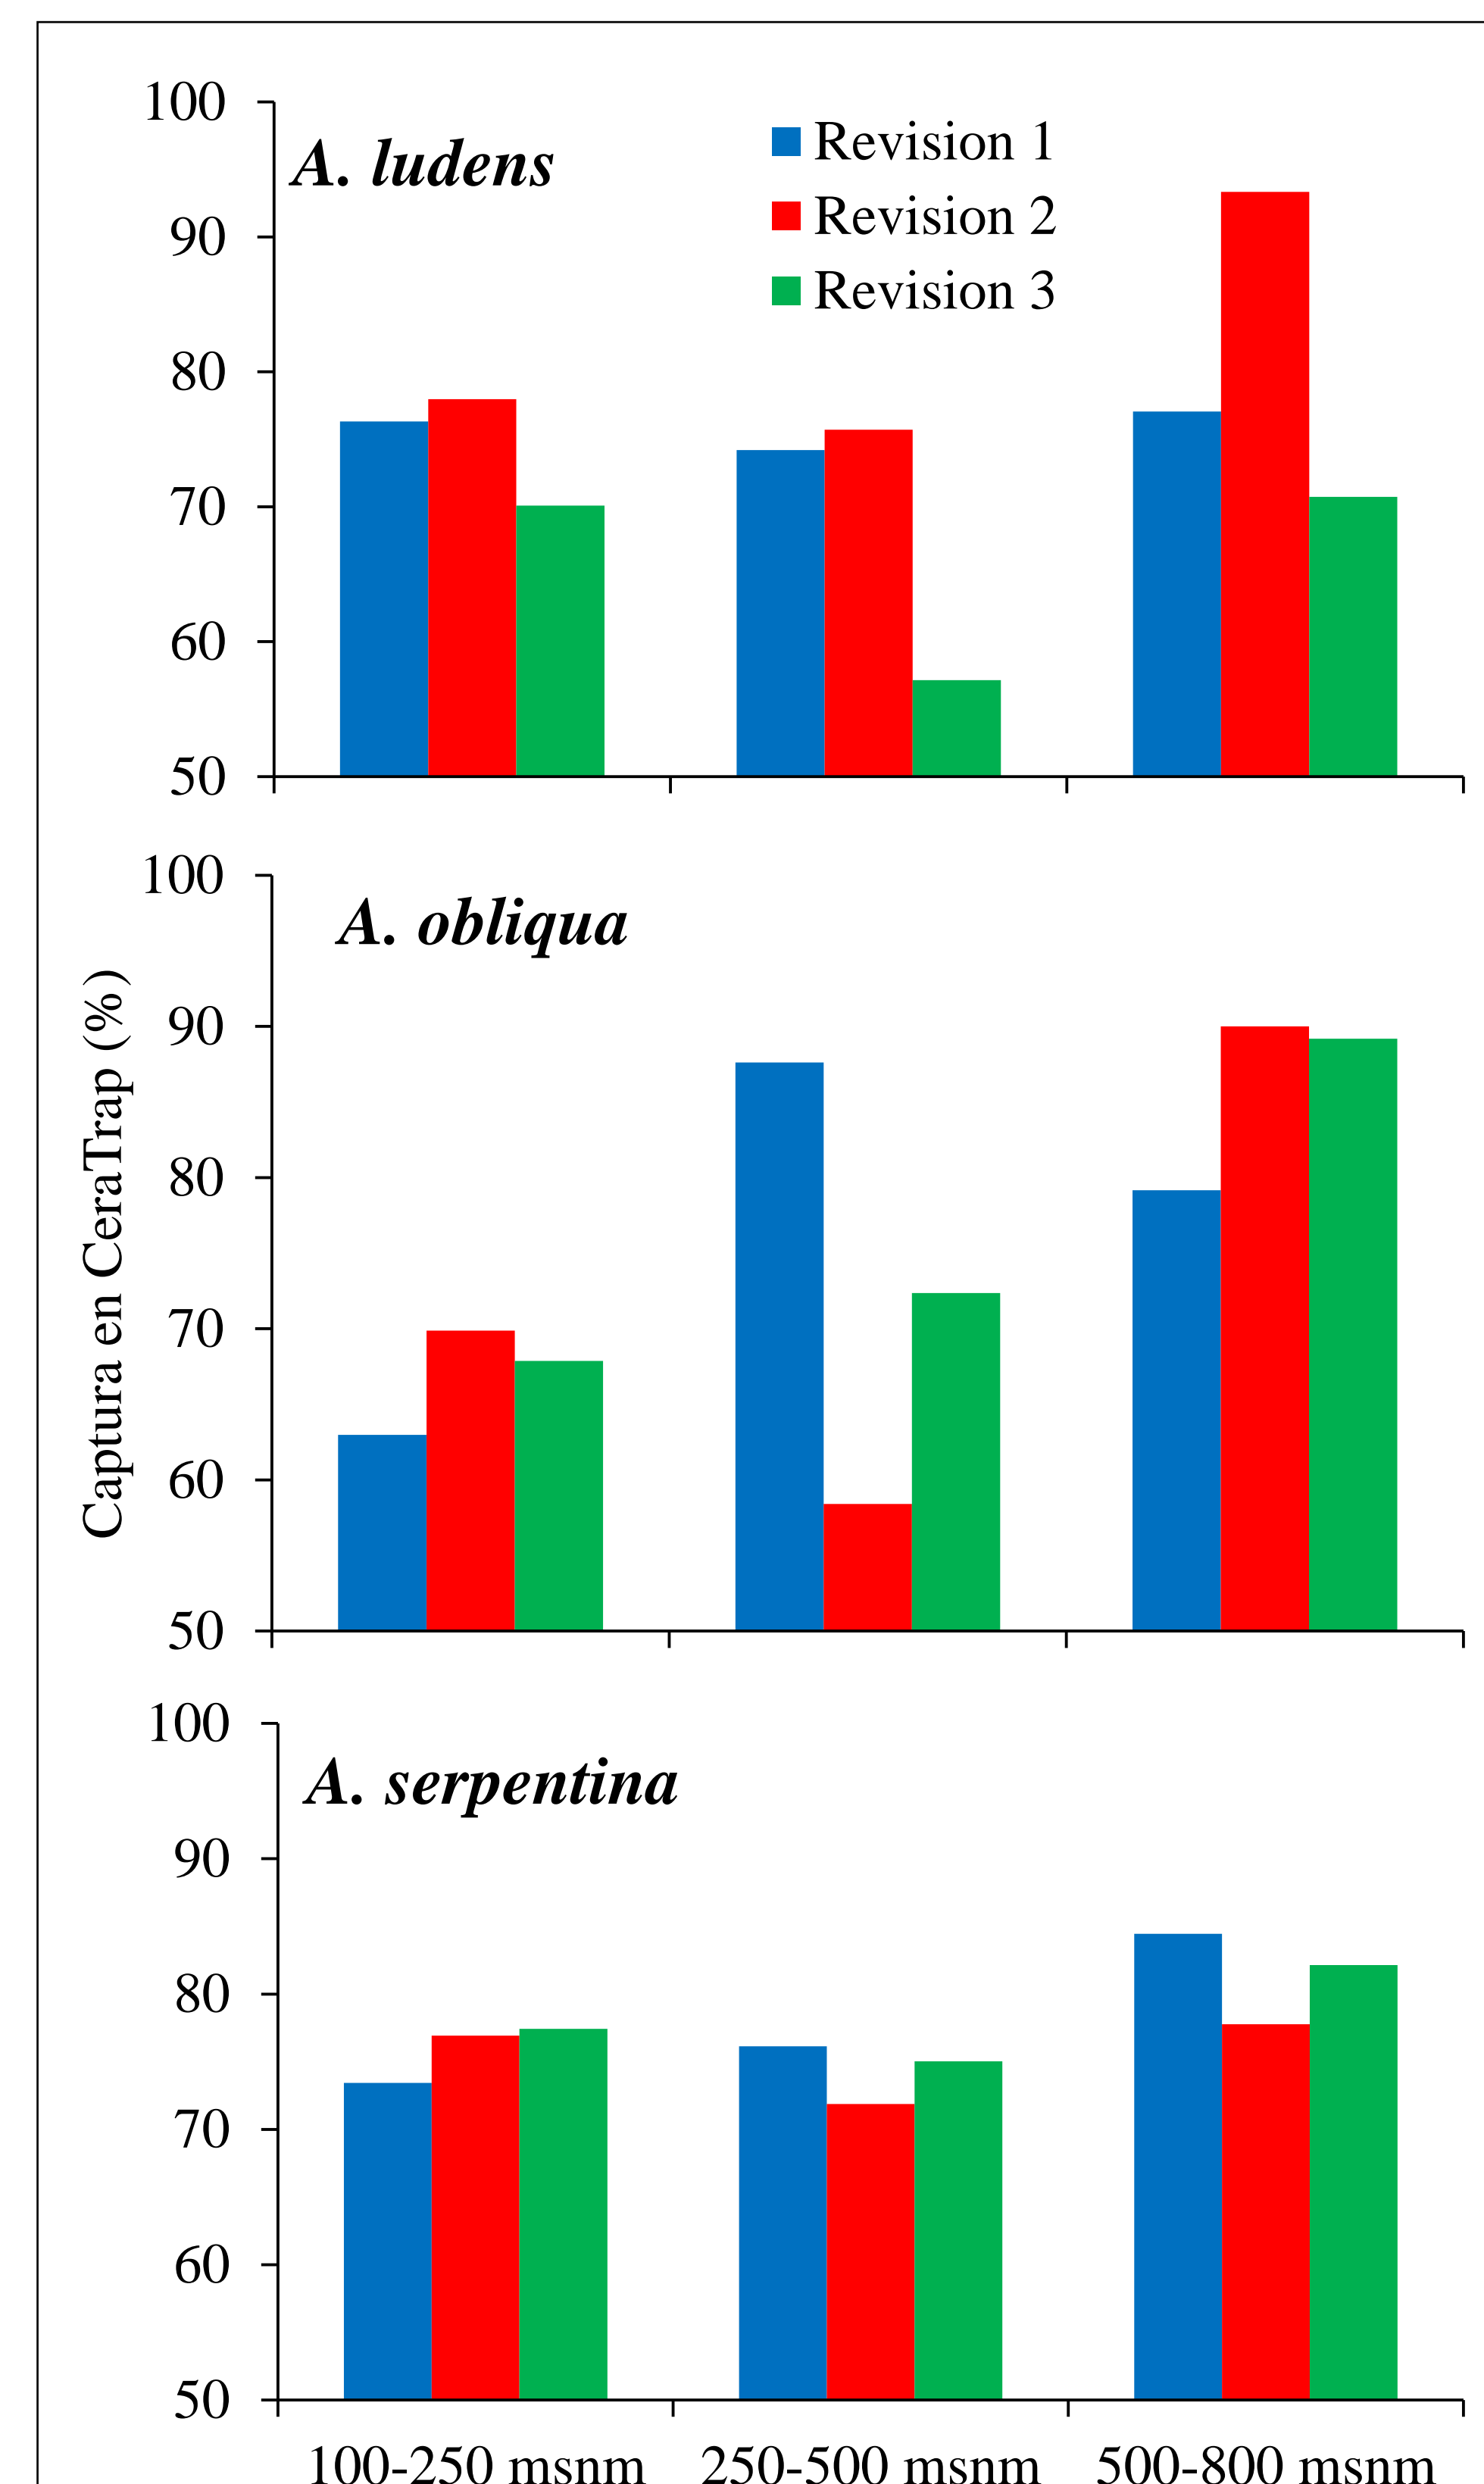 100
A. ludens
Revision 1
Revision 2
Revision 3
90
80
70
60
50
Captura en CeraTrap (%)
100
A. obliqua
90
80
70
60
50
100
A. serpentina
90
80
70
60
50
100-250 msnm 250-500 msnm 500-800 msnm